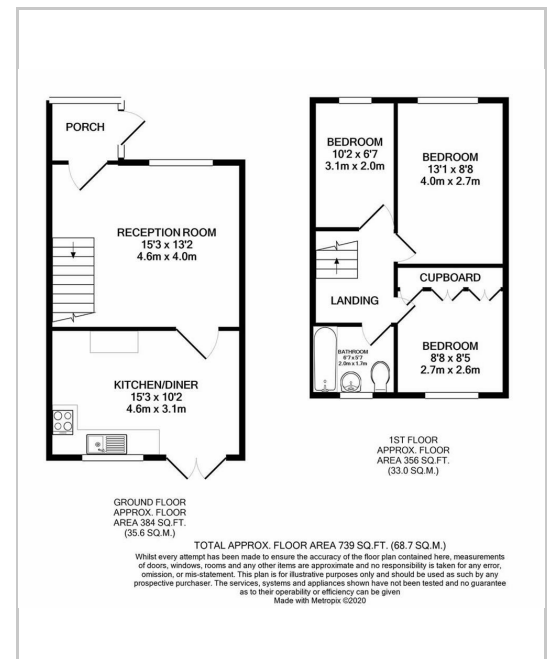 PORCH
RECEPTION ROOM
15'3 x 13'2
4.6m x 4.0m
KITCHEN/DINER
15'3 x 10'2
4.6m x 3.1m
GROUND FLOOR
APPROX. FLOOR
AREA 384 SQ.FT.
(35.6 SQ.M.)
BEDROOM
10'2 x 6'7
3.1m x 2.0m
BEDROOM
13'1 x 8'8
4.0m x 2.7m
CUPBOARD
LANDING
BATHROOM
6'7 x 5'7
2.0m x 1.7m
BEDROOM
8'8 x 8'5
2.7m x 2.6m
1ST FLOOR
APPROX. FLOOR
AREA 356 SQ.FT.
(33.0 SQ.M.)
TOTAL APPROX. FLOOR AREA 739 SQ.FT. (68.7 SQ.M.)
Whilst every attempt has been made to ensure the accuracy of the floor plan contained here, measurements
of doors, windows, rooms and any other items are approximate and no responsibility is taken for any error,
omission, or mis-statement. This plan is for illustrative purposes only and should be used as such by any
prospective purchaser. The services, systems and appliances shown have not been tested and no guarantee
as to their operability or efficiency can be given
Made with Metropix ©2020